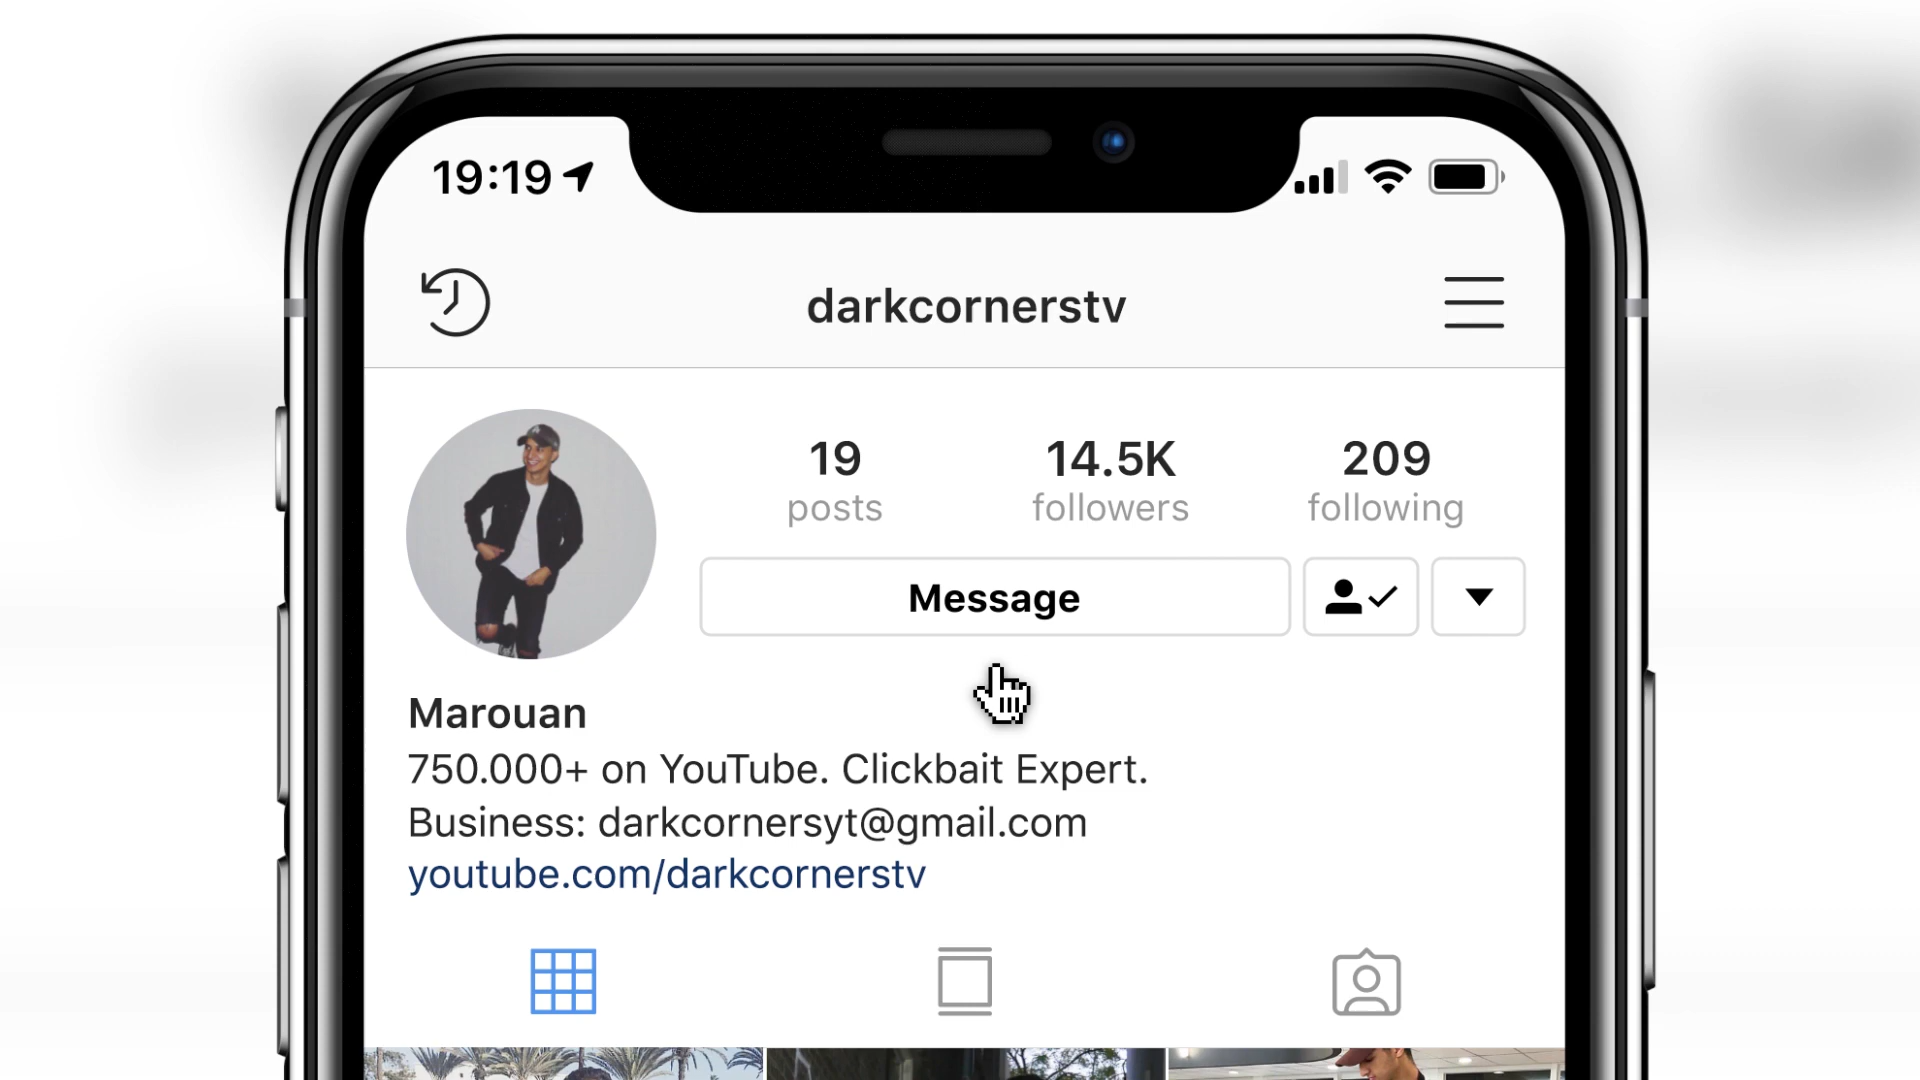 19:19
darkcornerstv
19 14.5K 209
posts followers following
Message
Marouan
750.000+ on YouTube. Clickbait Expert.
Business: darkcornersyt@gmail.com
youtube.com/darkcornerstv